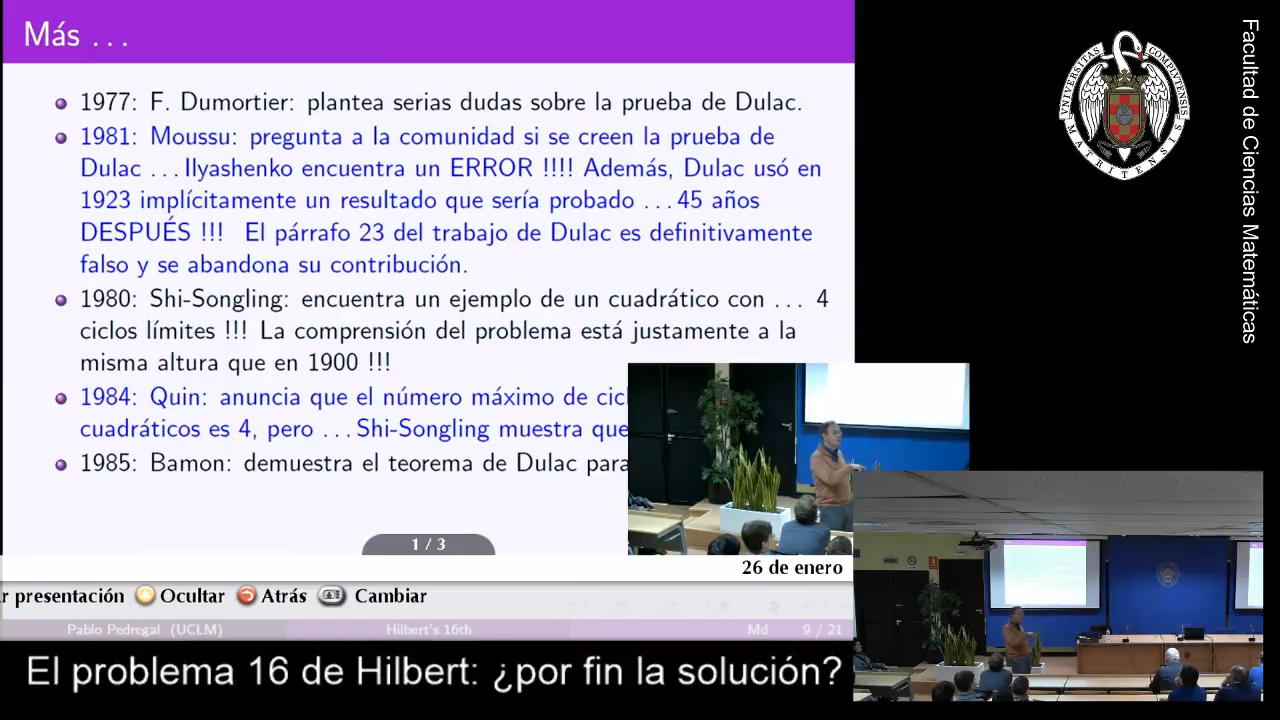 Más ...
1977: F. Dumortier: plantea serias dudas sobre la prueba de Dulac.
1981: Moussu: pregunta a la comunidad si se creen la prueba de
Dulac ... Ilyashenko encuentra un ERROR !!!! Además, Dulac usó en
1923 implícitamente un resultado que sería probado ... 45 años
DESPUÉS !!! El párrafo 23 del trabajo de Dulac es definitivamente
falso y se abandona su contribución.
1980: Shi-Songling: encuentra un ejemplo de un cuadrático con ... 4
ciclos límites !!! La comprensión del problema está justamente a la
misma altura que en 1900 !!!
1984: Quin: anuncia que el número máximo de cicl
cuadráticos es 4, pero ... Shi-Songling muestra que
1985: Bamon: demuestra el teorema de Dulac para
1 / 3
26 de enero
r presentación Ocultar Atrás Cambiar
Pablo Pedregal (UCLM) Hilbert's 16th Md 9 / 21
El problema 16 de Hilbert: ¿por fin la solución?
UNIVERSITAS COMPLUTENSIS
MATRITENSIS
Facultad de Ciencias Matemáticas